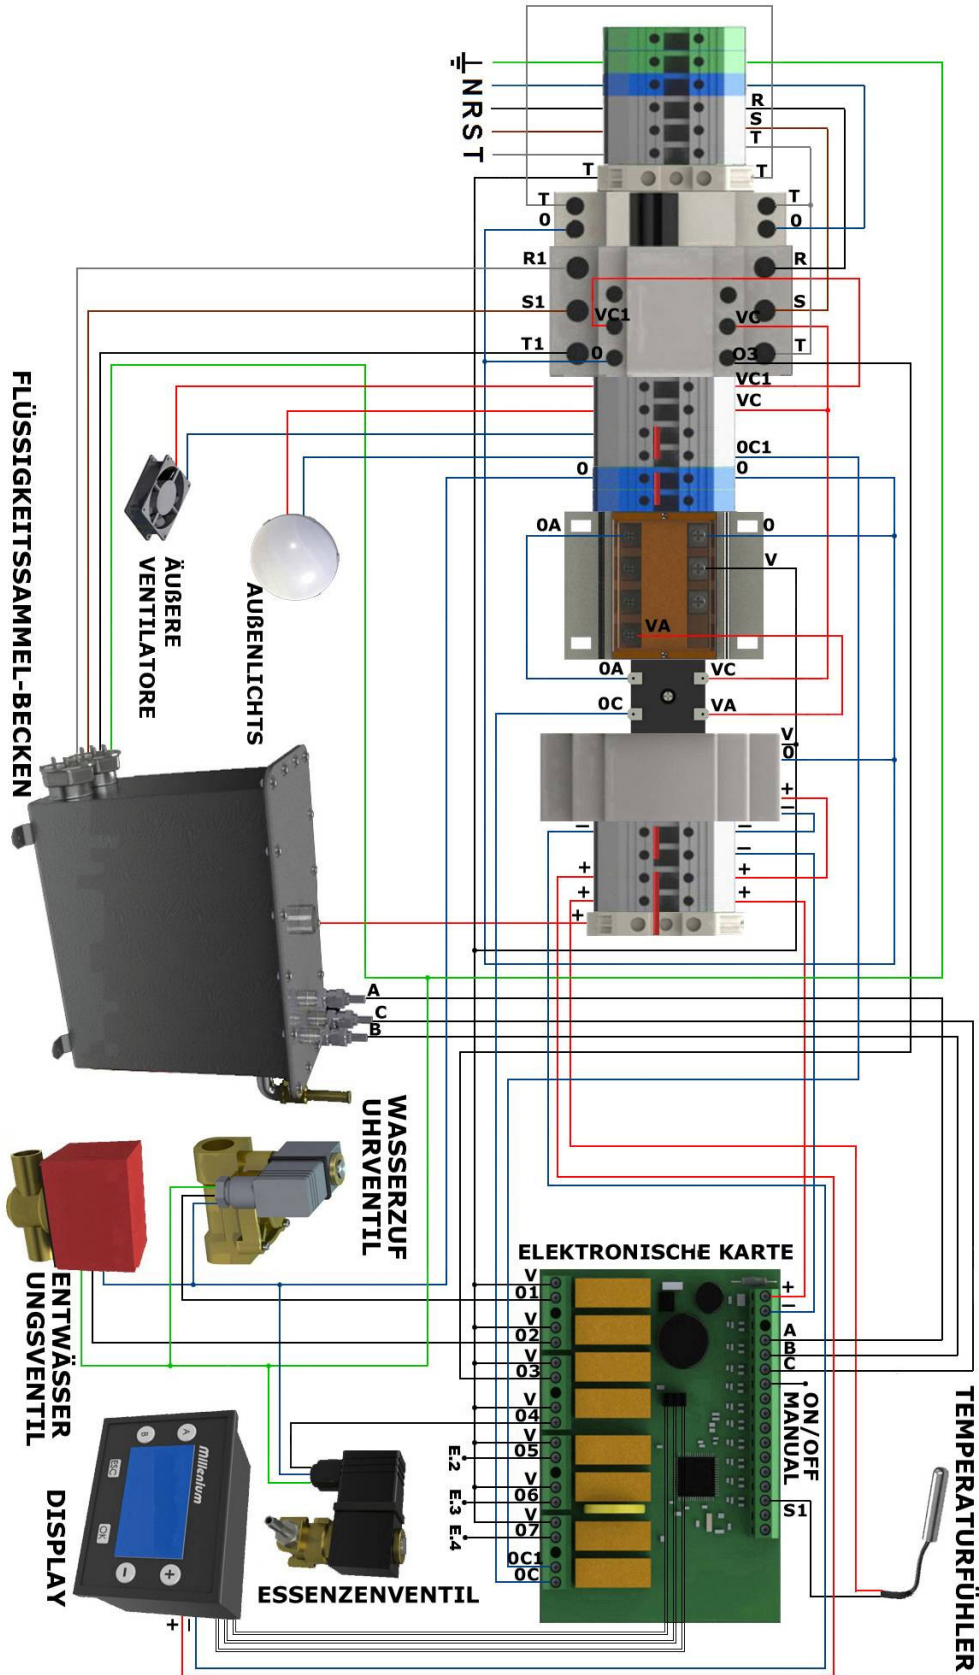 N R S T
R
S
T
T
T
T
T
0
0
R1
R
S1
S
VC1
VC
T1
0
O3
T
VC1
VC
0C1
0
0
0A
0
V
VA
0A
VC
0C
VA
V
0
+
−
−
−
−
+
+
+
+
+
FLÜSSIGKEITSSAMMEL-BECKEN
ÄUßERE
VENTILATORE
AUßENLICHTS
A
C
B
WASSERZUF
UHRVENTIL
ENTWÄSSER
UNGSVENTIL
ELEKTRONISCHE KARTE
V
01
V
02
V
03
V
04
V
05
V
06
V
07
0C1
0C
E.2
E.3
E.4
+
−
A
B
C
ON/OFF
MANUAL
S1
TEMPERATURFÜHLER
Millenium
A
B
ESC
OK
+
−
DISPLAY
+
−
ESSENZENVENTIL